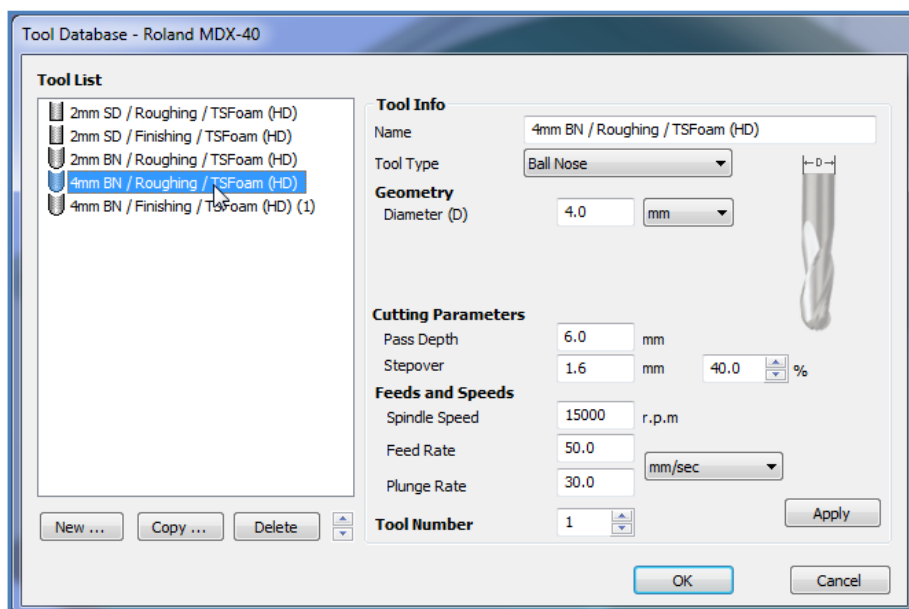 Tool Database - Roland MDX-40
Tool List
2mm SD / Roughing / TSFoam (HD)
2mm SD / Finishing / TSFoam (HD)
2mm BN / Roughing / TSFoam (HD)
4mm BN / Roughing / TSFoam (HD)
4mm BN / Finishing / TSFoam (HD) (1)
New ... Copy ... Delete
Tool Info
Name 4mm BN / Roughing / TSFoam (HD)
Tool Type Ball Nose
D
Geometry
Diameter (D) 4.0 mm
Cutting Parameters
Pass Depth 6.0 mm
Stepover 1.6 mm 40.0 %
Feeds and Speeds
Spindle Speed 15000 r.p.m
Feed Rate 50.0
mm/sec
Plunge Rate 30.0
Tool Number 1
Apply
OK Cancel